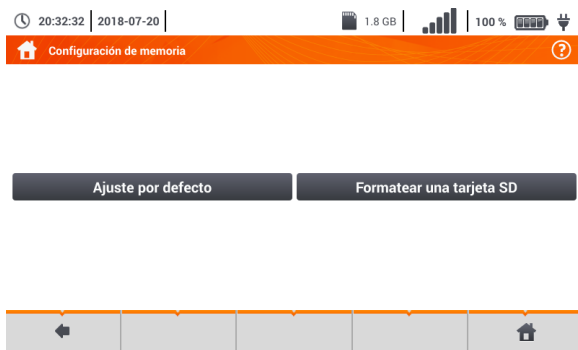 20:32:32 2018-07-20 1.8 GB 100 %
Configuración de memoria ?
Ajuste por defecto Formatear una tarjeta SD